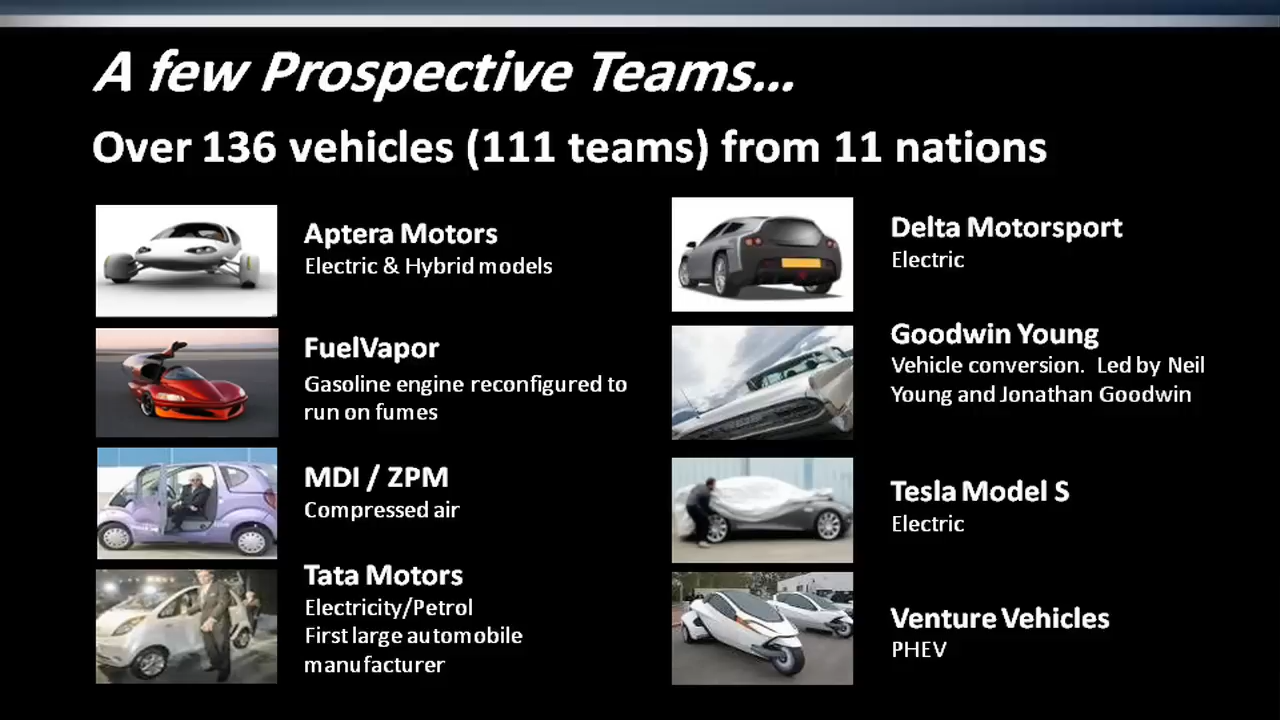 A few Prospective Teams...
Over 136 vehicles (111 teams) from 11 nations
Aptera Motors
Electric & Hybrid models
FuelVapor
Gasoline engine reconfigured to
run on fumes
MDI / ZPM
Compressed air
Tata Motors
Electricity/Petrol
First large automobile
manufacturer
Delta Motorsport
Electric
Goodwin Young
Vehicle conversion.  Led by Neil
Young and Jonathan Goodwin
Tesla Model S
Electric
Venture Vehicles
PHEV